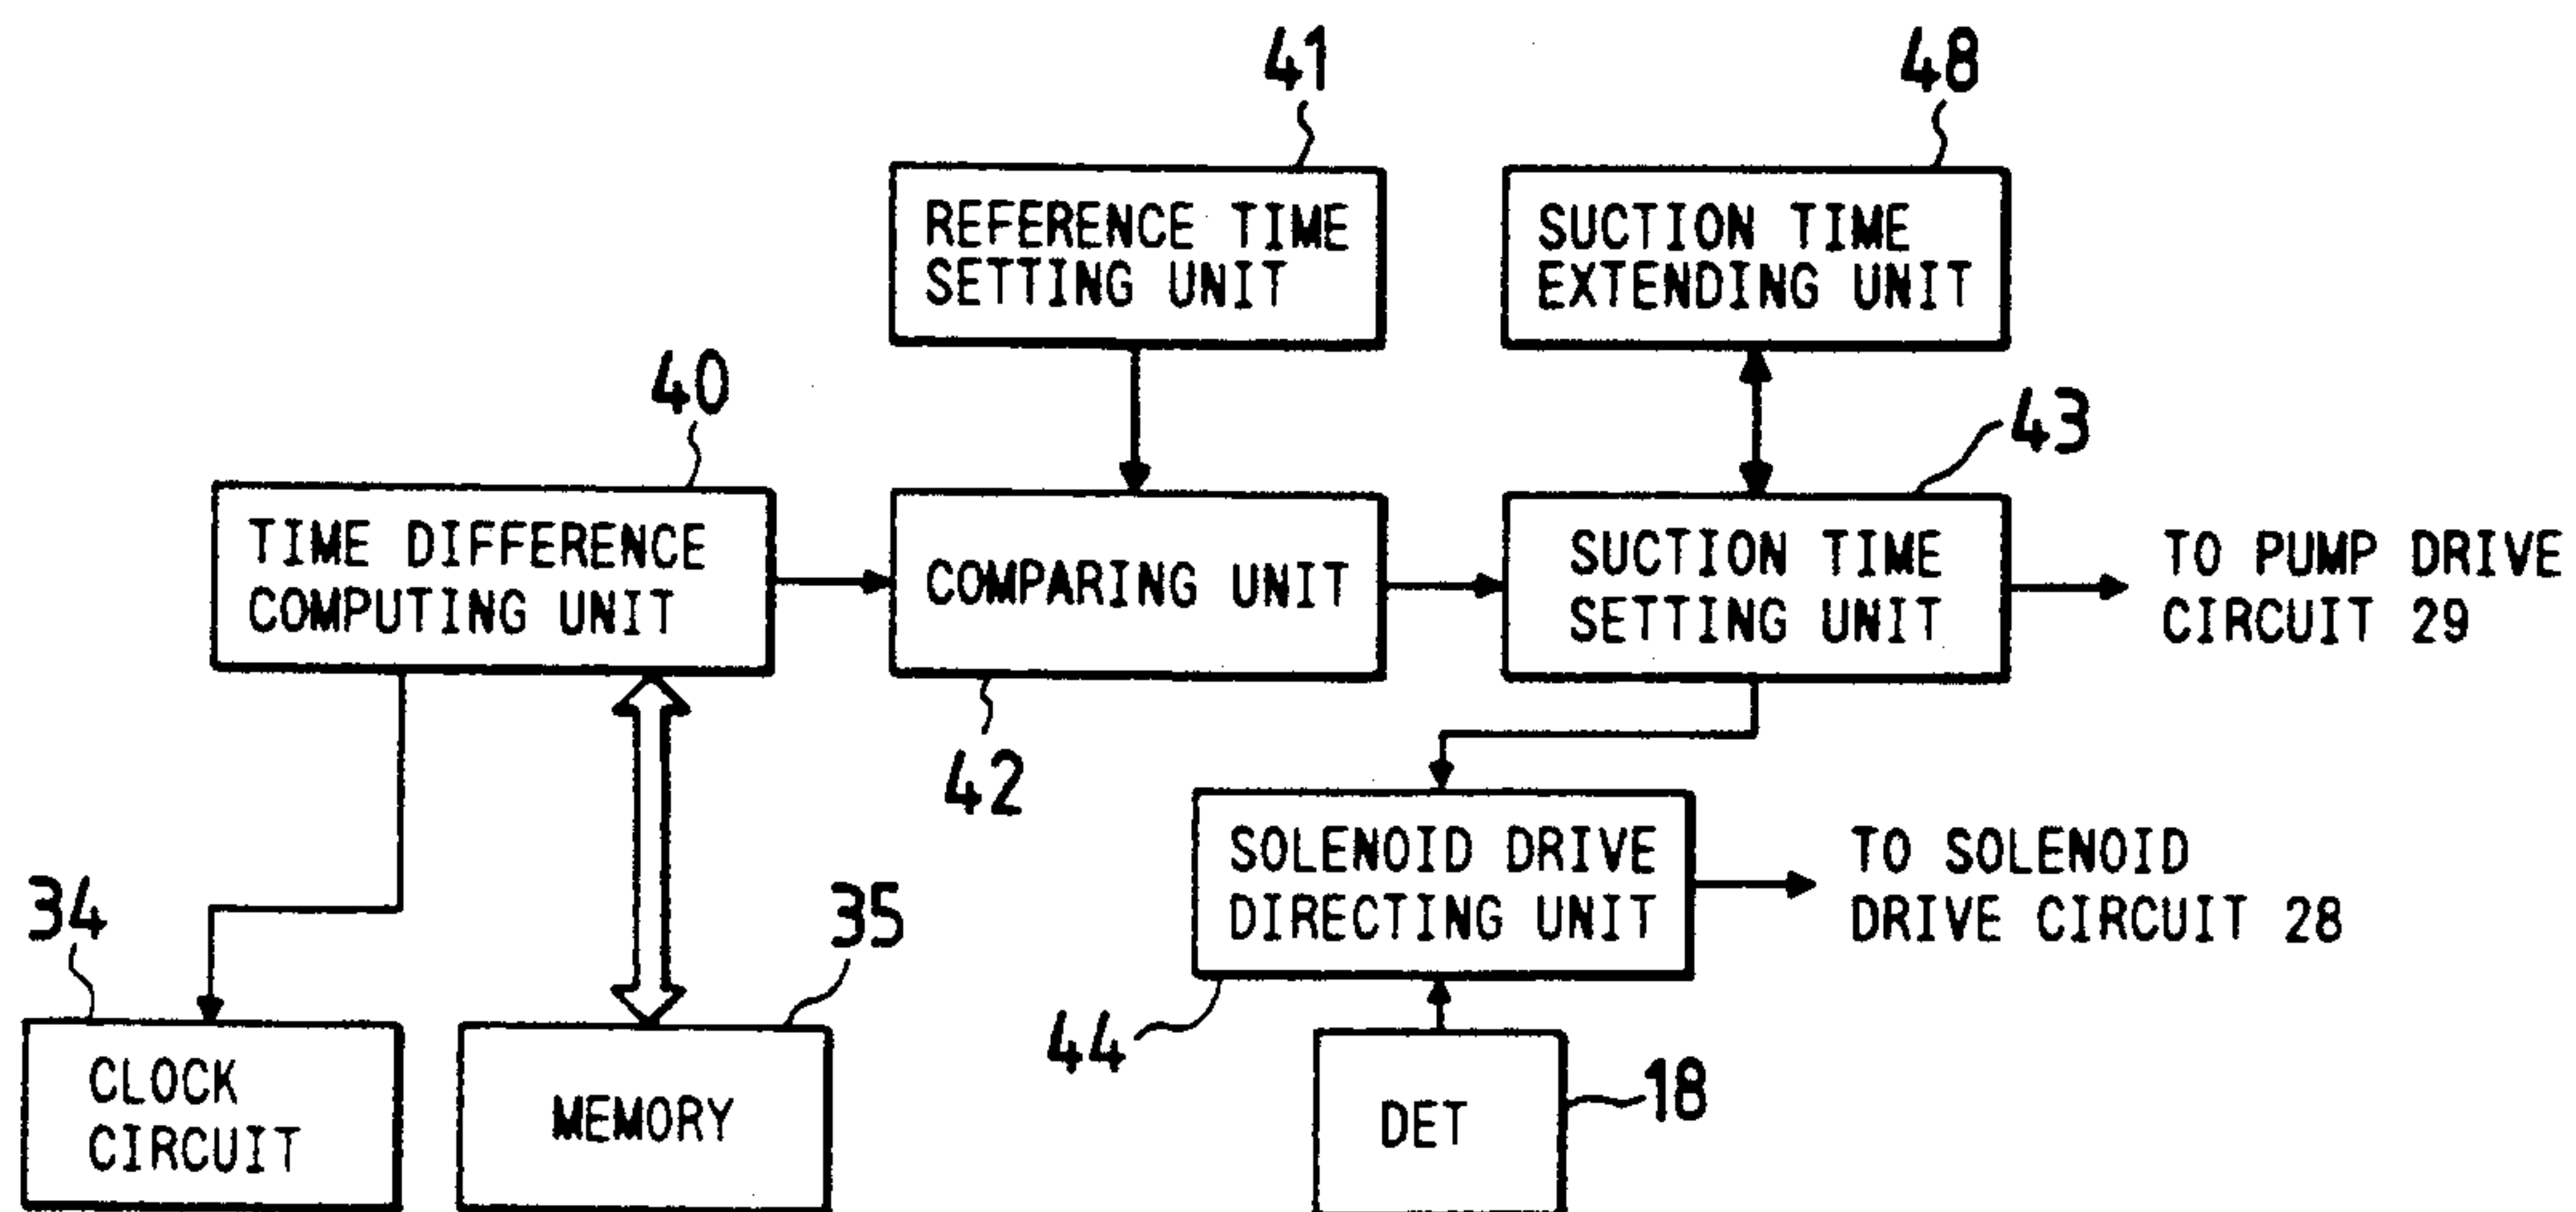 41
48
REFERENCE TIME
SETTING UNIT
SUCTION TIME
EXTENDING UNIT
40
43
TIME DIFFERENCE
COMPUTING UNIT
COMPARING UNIT
SUCTION TIME
SETTING UNIT
TO PUMP DRIVE
CIRCUIT 29
42
SOLENOID DRIVE
DIRECTING UNIT
TO SOLENOID
DRIVE CIRCUIT 28
34
35
44
CLOCK
CIRCUIT
MEMORY
DET
18